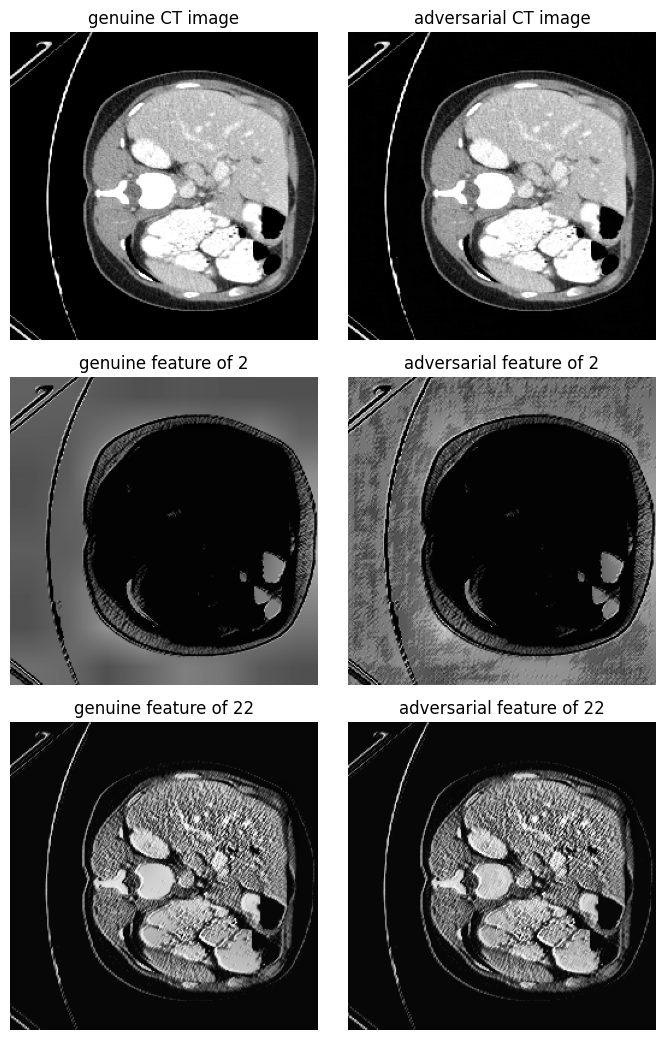 genuine CT image
adversarial CT image
genuine feature of 2
adversarial feature of 2
genuine feature of 22
adversarial feature of 22